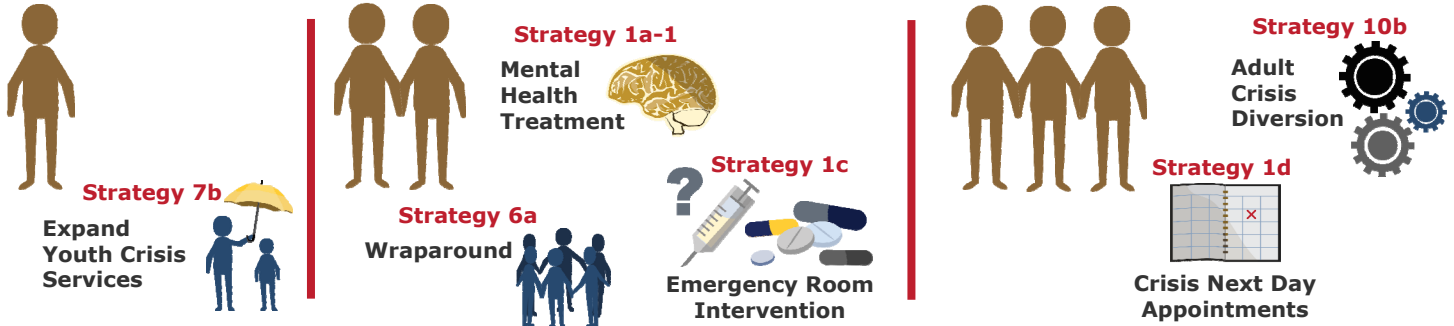 Strategy 7b
Expand
Youth Crisis
Services
Strategy 1a-1
Mental
Health
Treatment
Strategy 6a
Wraparound
Strategy 1c
?
Emergency Room
Intervention
Strategy 10b
Adult
Crisis
Diversion
Strategy 1d
Crisis Next Day
Appointments